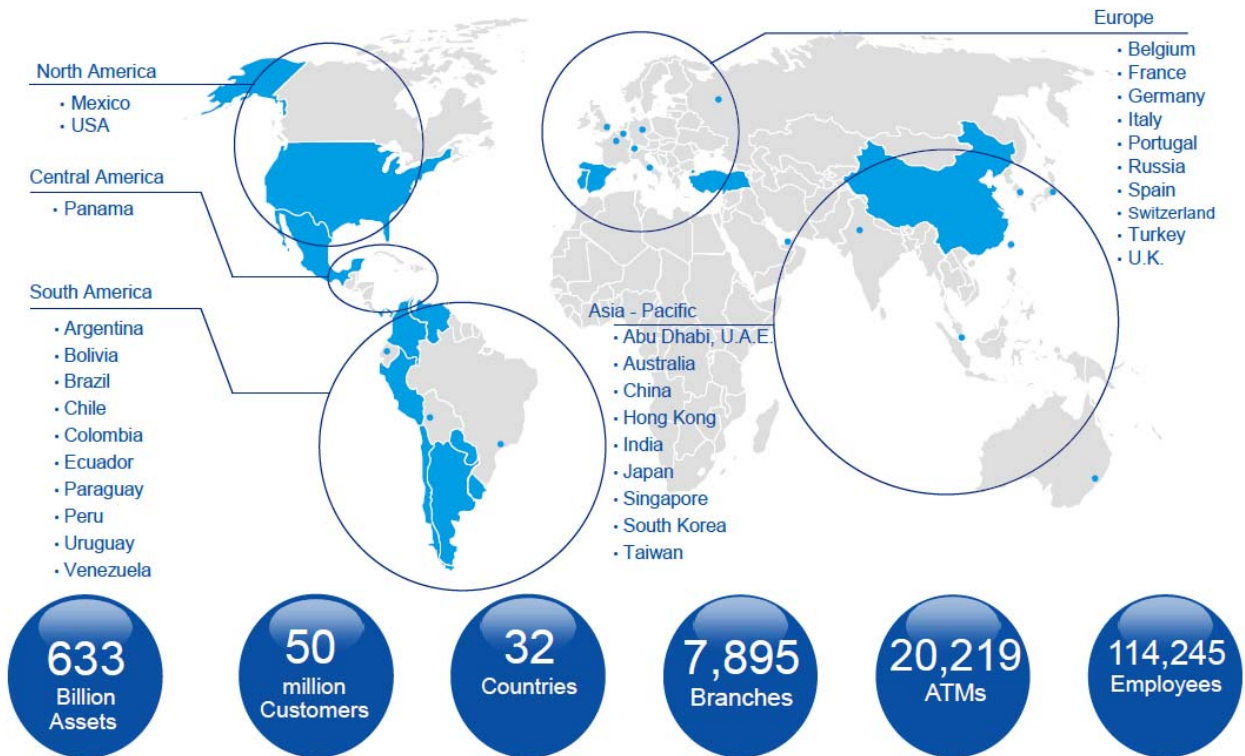 North America
• Mexico
• USA
Central America
• Panama
South America
• Argentina
• Bolivia
• Brazil
• Chile
• Colombia
• Ecuador
• Paraguay
• Peru
• Uruguay
• Venezuela
Europe
• Belgium
• France
• Germany
• Italy
• Portugal
• Russia
• Spain
• Switzerland
• Turkey
• U.K.
Asia - Pacific
• Abu Dhabi, U.A.E.
• Australia
• China
• Hong Kong
• India
• Japan
• Singapore
• South Korea
• Taiwan
633
Billion
Assets
50
million
Customers
32
Countries
7,895
Branches
20,219
ATMs
114,245
Employees